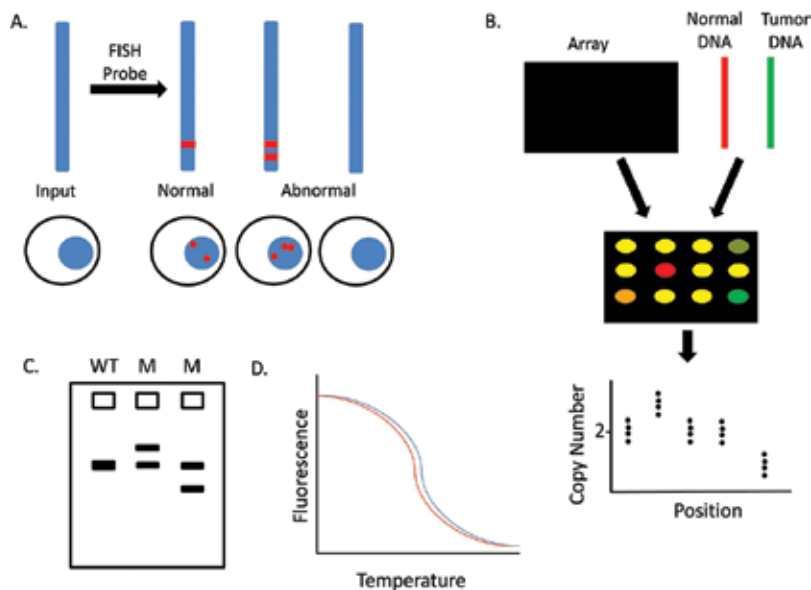 A.
FISH
Probe
Input
Normal
Abnormal
B.
Array
Normal
DNA
Tumor
DNA
2
Copy Number
Position
C.
WT M M
D.
Fluorescence
Temperature